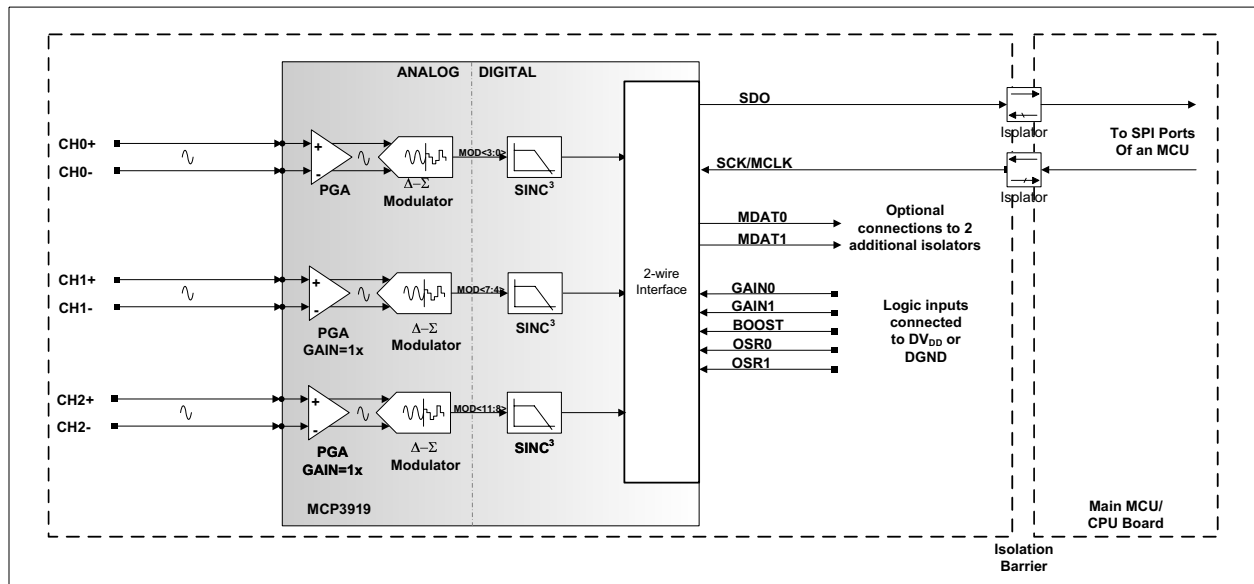 ANALOG DIGITAL
CH0+
CH0-
+
-
PGA
Δ–Σ
Modulator
MOD<3:0>
SINC³
SDO
Isolator
To SPI Ports
Of an MCU
SCK/MCLK
Isolator
MDAT0
MDAT1
Optional
connections to 2
additional isolators
2-wire
Interface
CH1+
CH1-
+
-
PGA
GAIN=1x
Δ–Σ
Modulator
MOD<7:4>
SINC³
GAIN0
GAIN1
BOOST
OSR0
OSR1
Logic inputs
connected
to DVDD or
DGND
CH2+
CH2-
+
-
PGA
GAIN=1x
Δ–Σ
Modulator
MOD<11:8>
SINC³
MCP3919
Main MCU/
CPU Board
Isolation
Barrier